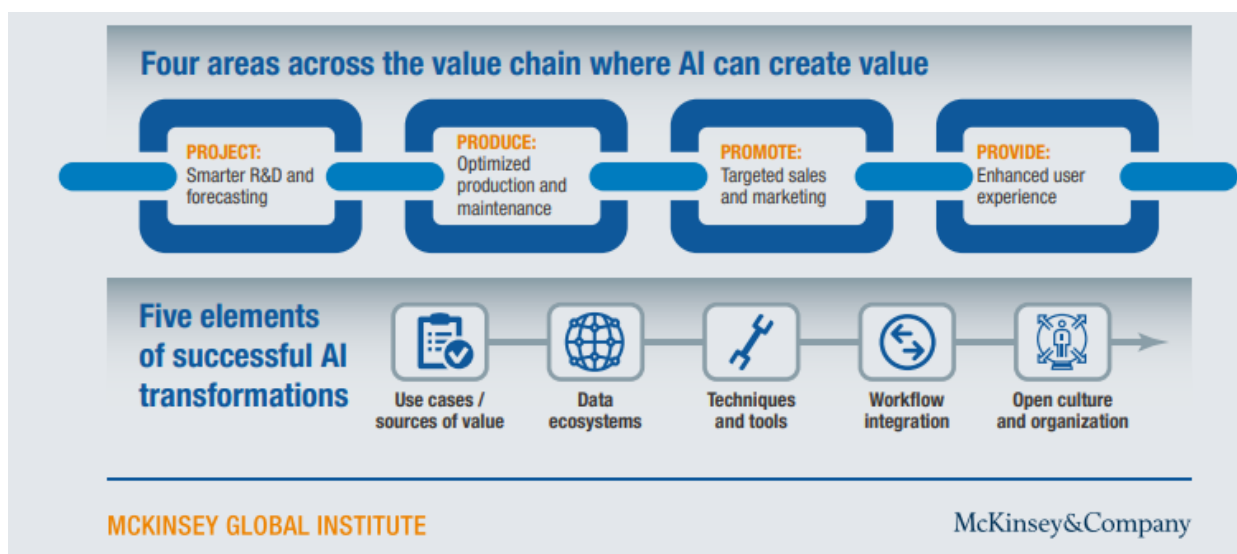 Four areas across the value chain where AI can create value
PROJECT:
Smarter R&D and
forecasting
PRODUCE:
Optimized
production and
maintenance
PROMOTE:
Targeted sales
and marketing
PROVIDE:
Enhanced user
experience
Five elements
of successful AI
transformations
Use cases /
sources of value
Data
ecosystems
Techniques
and tools
Workflow
integration
Open culture
and organization
MCKINSEY GLOBAL INSTITUTE
McKinsey&Company